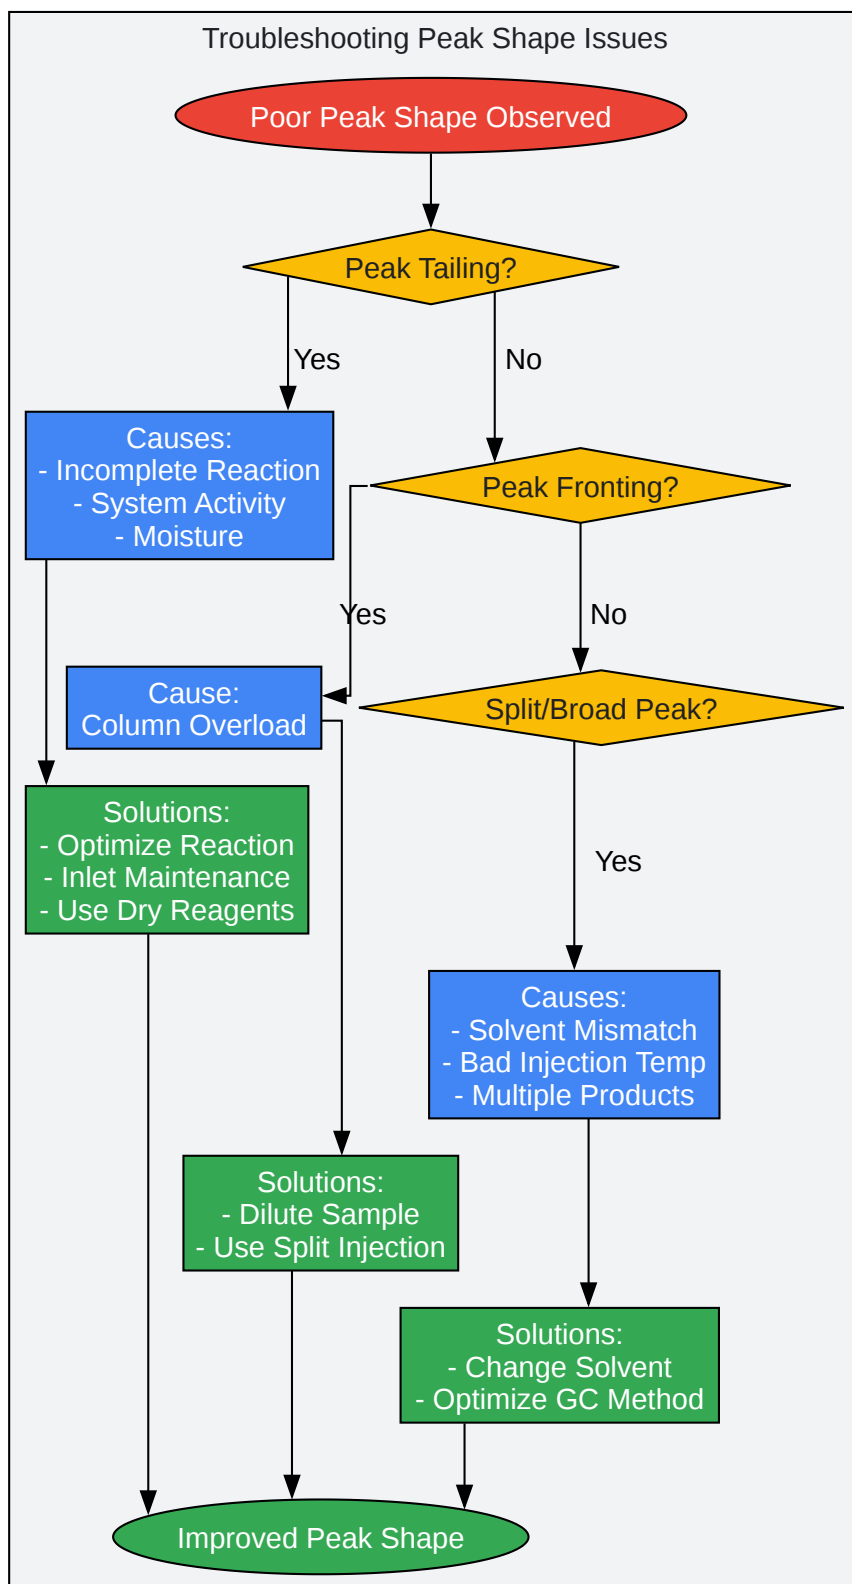 Troubleshooting Peak Shape Issues
Poor Peak Shape Observed
Peak Tailing?
Yes
No
Causes:
- Incomplete Reaction
- System Activity
- Moisture
Peak Fronting?
Yes
No
Cause:
Column Overload
Split/Broad Peak?
Solutions:
- Optimize Reaction
- Inlet Maintenance
- Use Dry Reagents
Yes
Causes:
- Solvent Mismatch
- Bad Injection Temp
- Multiple Products
Solutions:
- Dilute Sample
- Use Split Injection
Solutions:
- Change Solvent
- Optimize GC Method
Improved Peak Shape